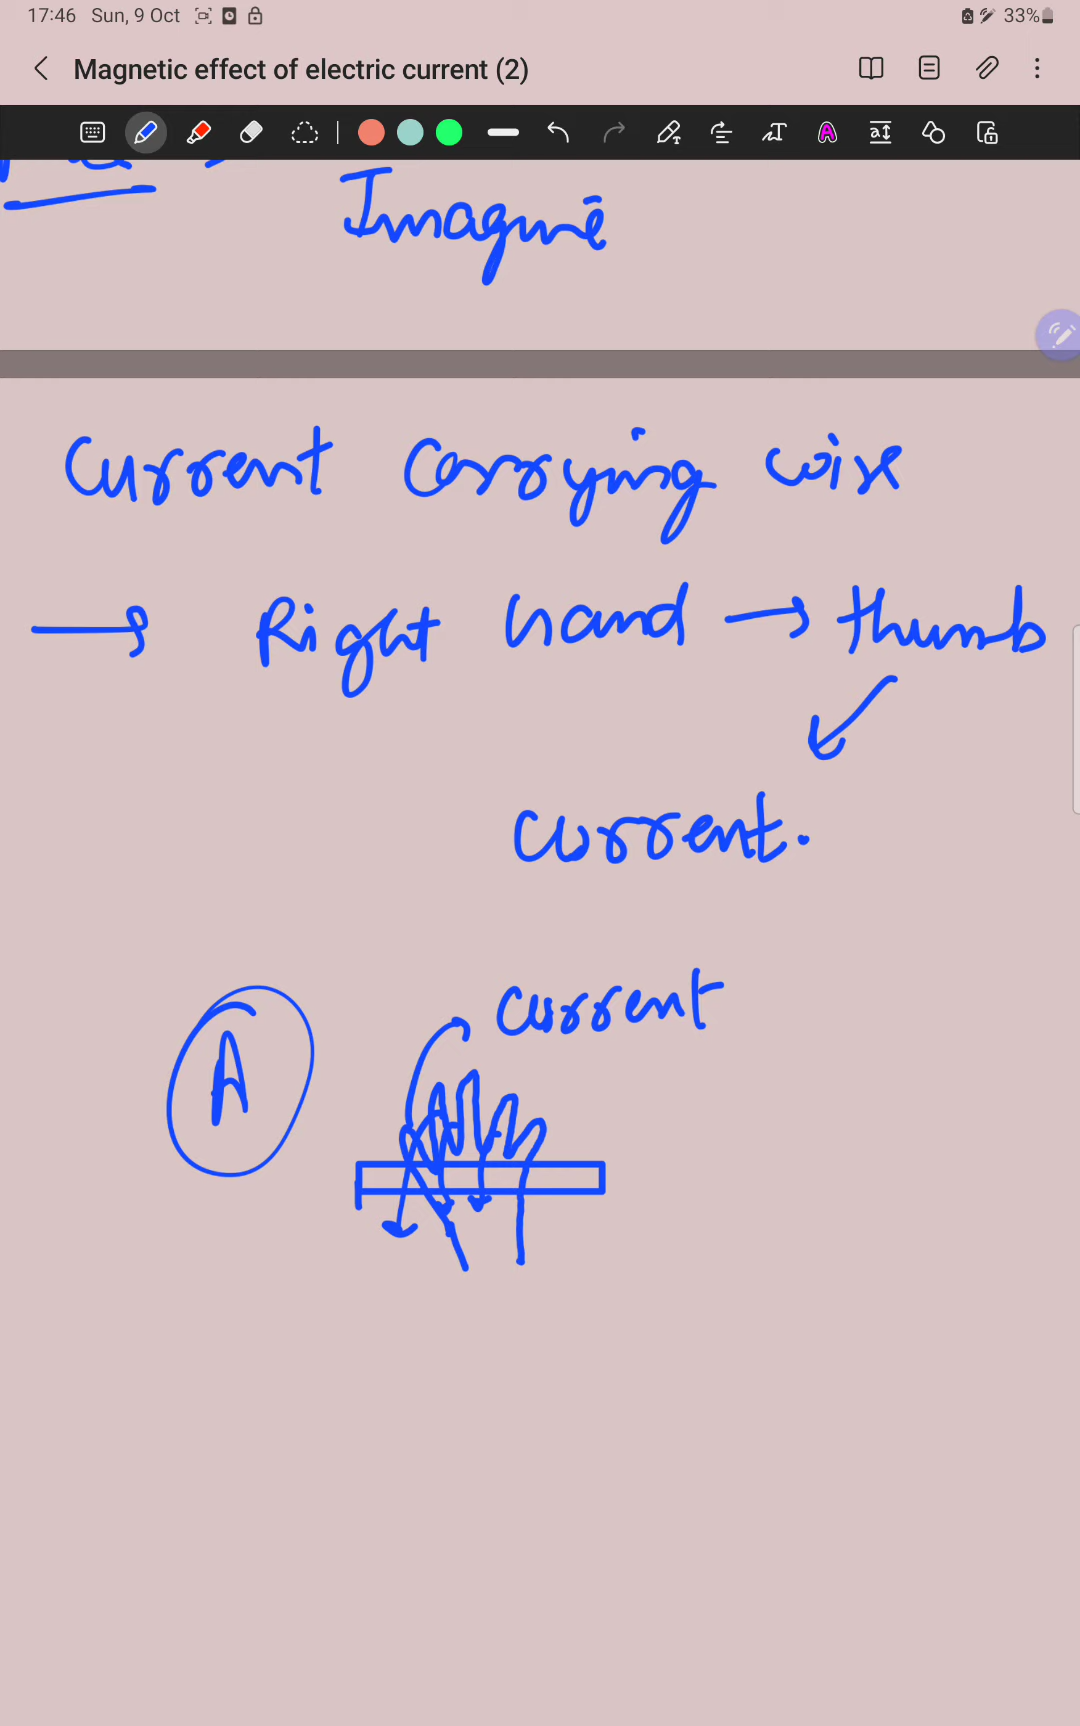 17:46 Sun, 9 Oct 33%
Magnetic effect of electric current (2)
Imagine
Current Carrying wire
→ Right hand → thumb
Current.
Current
A